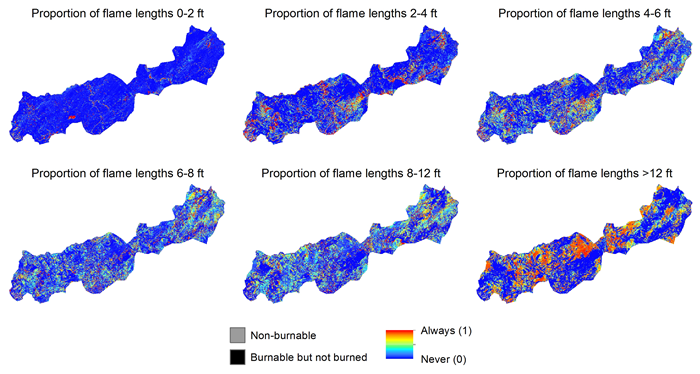 Proportion of flame lengths 0-2 ft
Proportion of flame lengths 2-4 ft
Proportion of flame lengths 4-6 ft
Proportion of flame lengths 6-8 ft
Proportion of flame lengths 8-12 ft
Proportion of flame lengths >12 ft
Non-burnable
Burnable but not burned
Always (1)
Never (0)